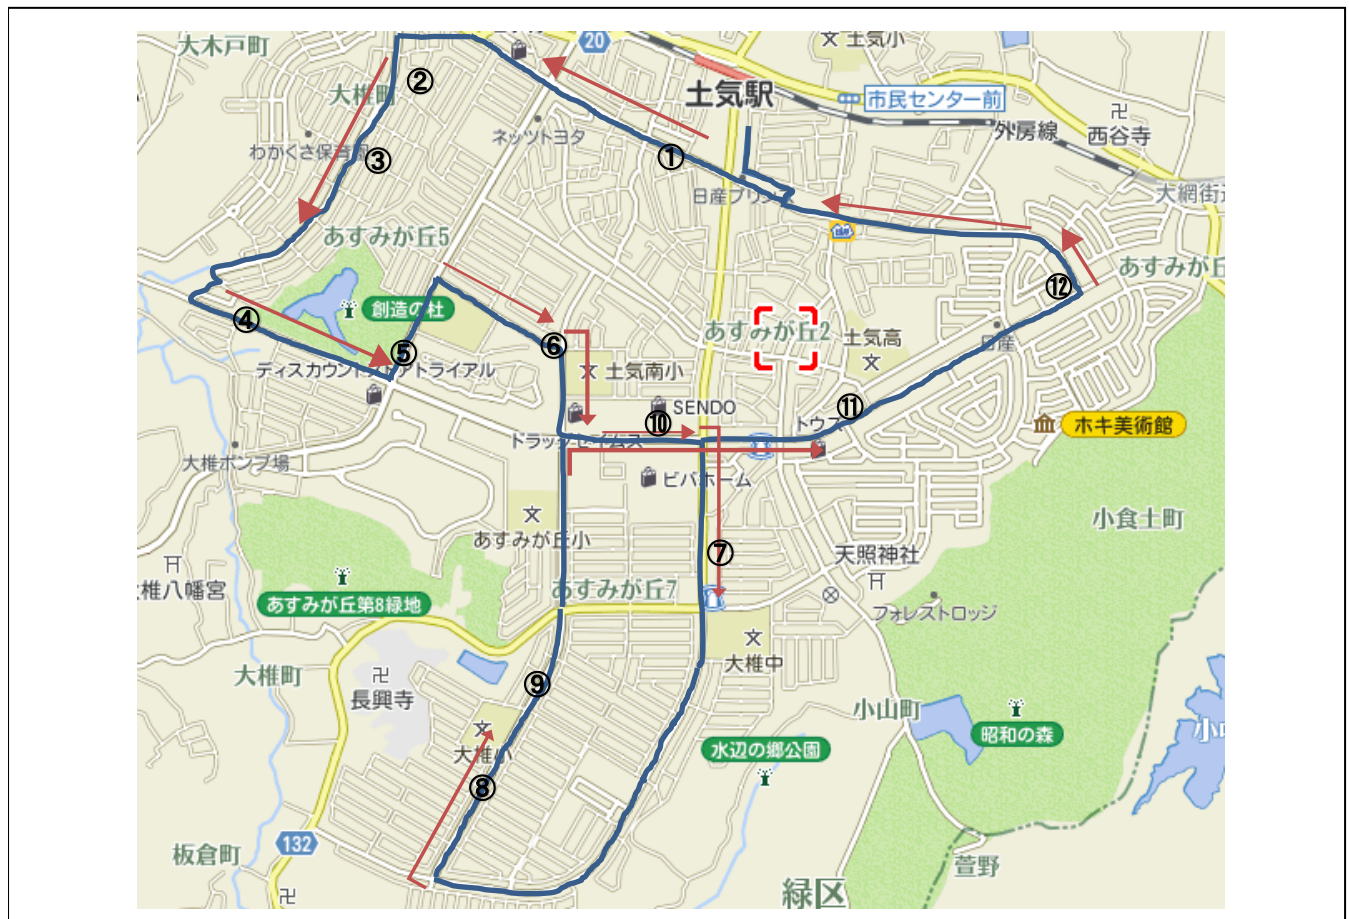 大木戸町
20
土気小
②
土気駅
市民センター前
大椎町
ネッツトヨタ
外房線
西谷寺
わかくさ保育園
①
③
日産プリンス
大網街道
あすみが丘5
あすみが丘
⑫
創造の杜
④
⑤
⑥
あすみが丘2
土気高
日産
ディスカウントストアトライアル
土気南小
SENDO
⑩
⑪
トウズ
ホキ美術館
ドラッグセイムス
大椎ポンプ場
ビバホーム
小食土町
あすみが丘小
⑦
天照神社
大椎八幡宮
あすみが丘7
あすみが丘第8緑地
フォレストロッジ
大椎町
長興寺
⑨
大椎中
小山町
昭和の森
大椎小
水辺の郷公園
⑧
132
板倉町
萱野
緑区